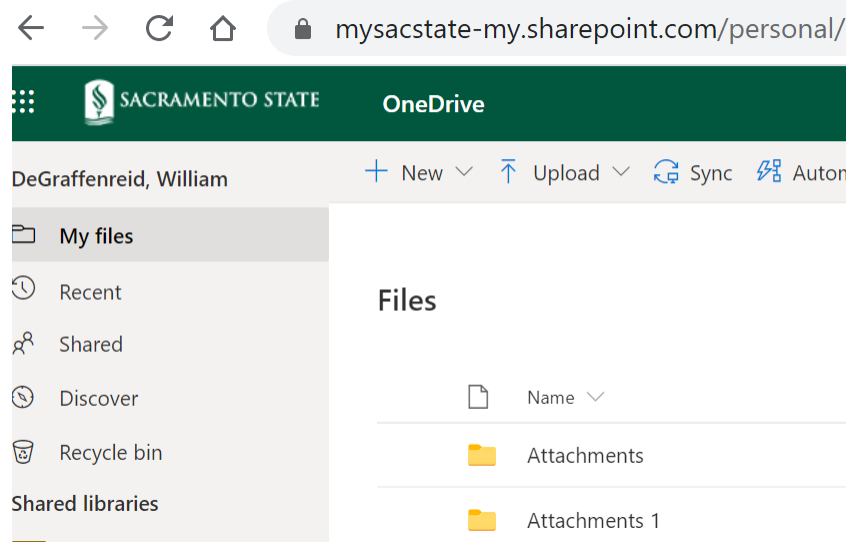 mysacstate-my.sharepoint.com/personal/
SACRAMENTO STATE
OneDrive
DeGraffenreid, William
New
Upload
Sync
Autom
My files
Recent
Shared
Discover
Recycle bin
Shared libraries
Files
Name
Attachments
Attachments 1